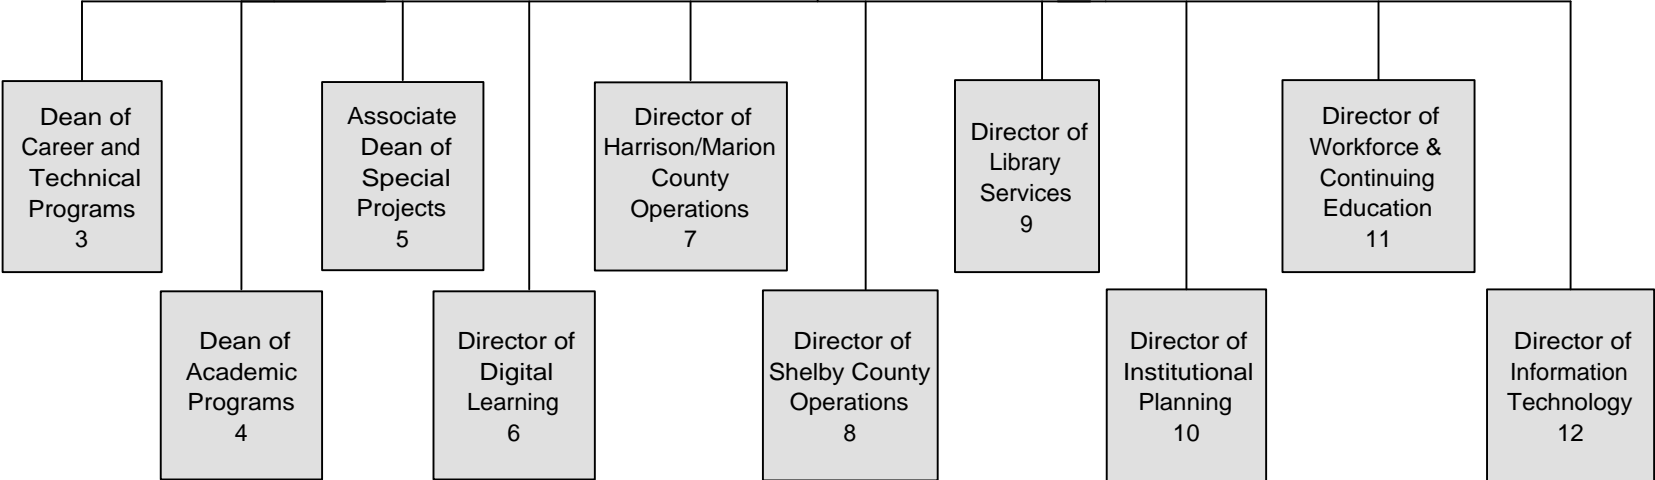 Dean of
Career and
Technical
Programs
3
Associate
Dean of
Special
Projects
5
Director of
Harrison/Marion
County
Operations
7
Director of
Library
Services
9
Director of
Workforce &
Continuing
Education
11
Dean of
Academic
Programs
4
Director of
Digital
Learning
6
Director of
Shelby County
Operations
8
Director of
Institutional
Planning
10
Director of
Information
Technology
12